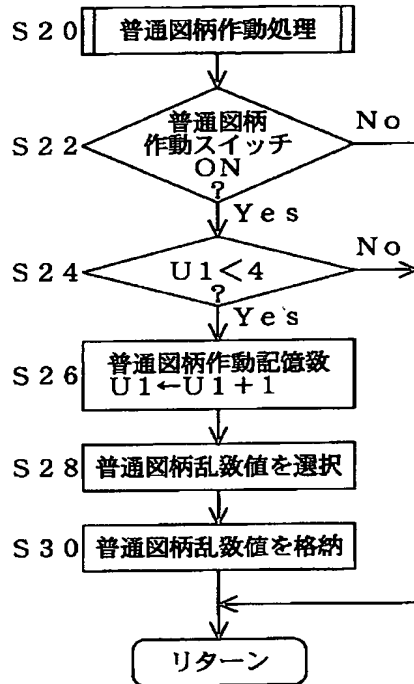 S20 普通図柄作動処理
普通図柄
作動スイッチ
ON
?
S22
No
Yes
S24
U1<4
?
No
Yes
S26
普通図柄作動記憶数
U1←U1+1
S28 普通図柄乱数値を選択
S30 普通図柄乱数値を格納
リターン